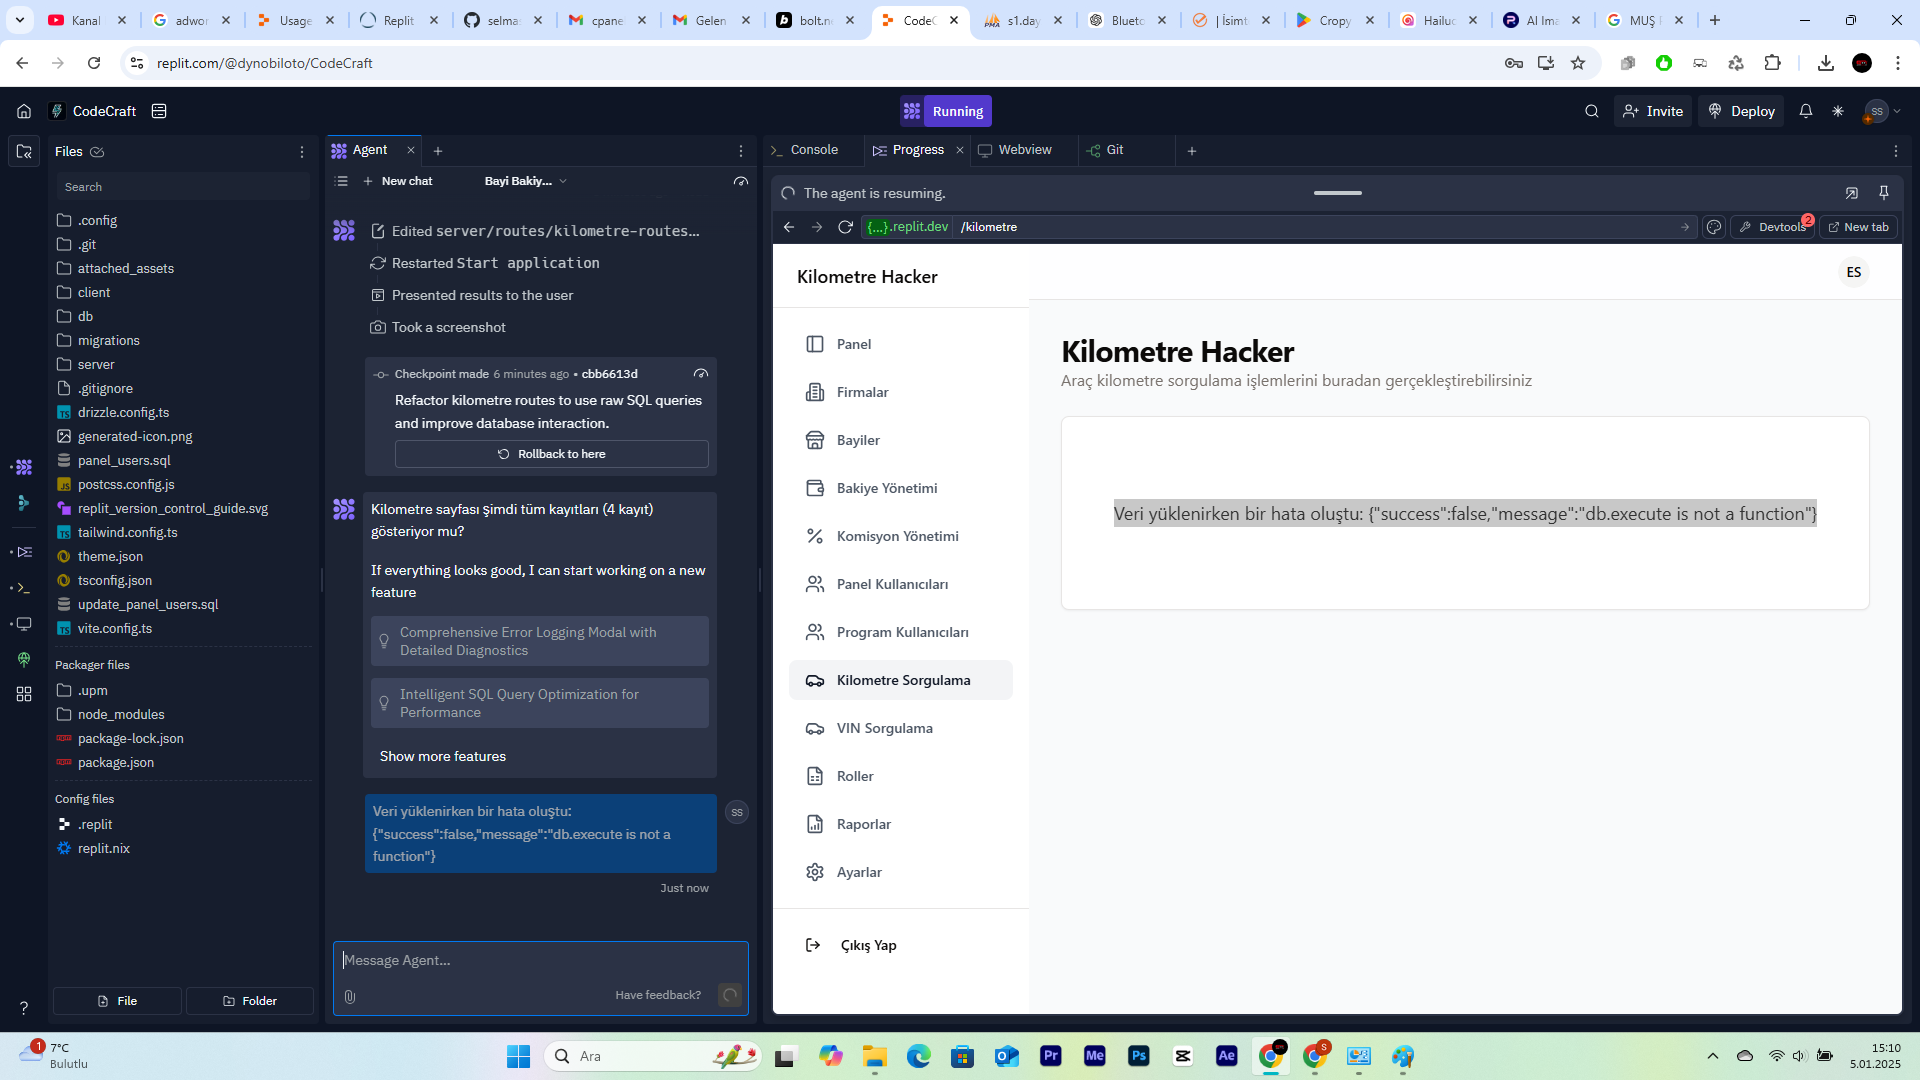 Kanal
adwor
Usage
Replit
selmas
cpane
Gelen
bolt.ne
CodeC
s1.day
Blueto
| İsimt
Cropy
Hailuo
AI Ima
MUŞ
replit.com/@dynobiloto/CodeCraft
CodeCraft
Running
Invite
Deploy
SS
Files
Search
.config
.git
attached_assets
client
db
migrations
server
.gitignore
drizzle.config.ts
generated-icon.png
panel_users.sql
postcss.config.js
replit_version_control_guide.svg
tailwind.config.ts
theme.json
tsconfig.json
update_panel_users.sql
vite.config.ts
Packager files
.upm
node_modules
package-lock.json
package.json
Config files
.replit
replit.nix
File
Folder
Agent
New chat
Bayi Bakiy...
Edited server/routes/kilometre-routes...
Restarted Start application
Presented results to the user
Took a screenshot
Checkpoint made 6 minutes ago • cbb6613d
Refactor kilometre routes to use raw SQL queries
and improve database interaction.
Rollback to here
Kilometre sayfası şimdi tüm kayıtları (4 kayıt)
gösteriyor mu?
If everything looks good, I can start working on a new
feature
Comprehensive Error Logging Modal with
Detailed Diagnostics
Intelligent SQL Query Optimization for
Performance
Show more features
Veri yüklenirken bir hata oluştu:
{"success":false,"message":"db.execute is not a
function"}
SS
Just now
Message Agent...
Have feedback?
Console
Progress
Webview
Git
The agent is resuming.
{...}.replit.dev
/kilometre
Devtools
2
New tab
Kilometre Hacker
ES
Panel
Firmalar
Bayiler
Bakiye Yönetimi
Komisyon Yönetimi
Panel Kullanıcıları
Program Kullanıcıları
Kilometre Sorgulama
VIN Sorgulama
Roller
Raporlar
Ayarlar
Çıkış Yap
Kilometre Hacker
Araç kilometre sorgulama işlemlerini buradan gerçekleştirebilirsiniz
Veri yüklenirken bir hata oluştu: {"success":false,"message":"db.execute is not a function"}
1
7°C
Bulutlu
Ara
Pr
Me
Ps
Ae
S
15:10
5.01.2025